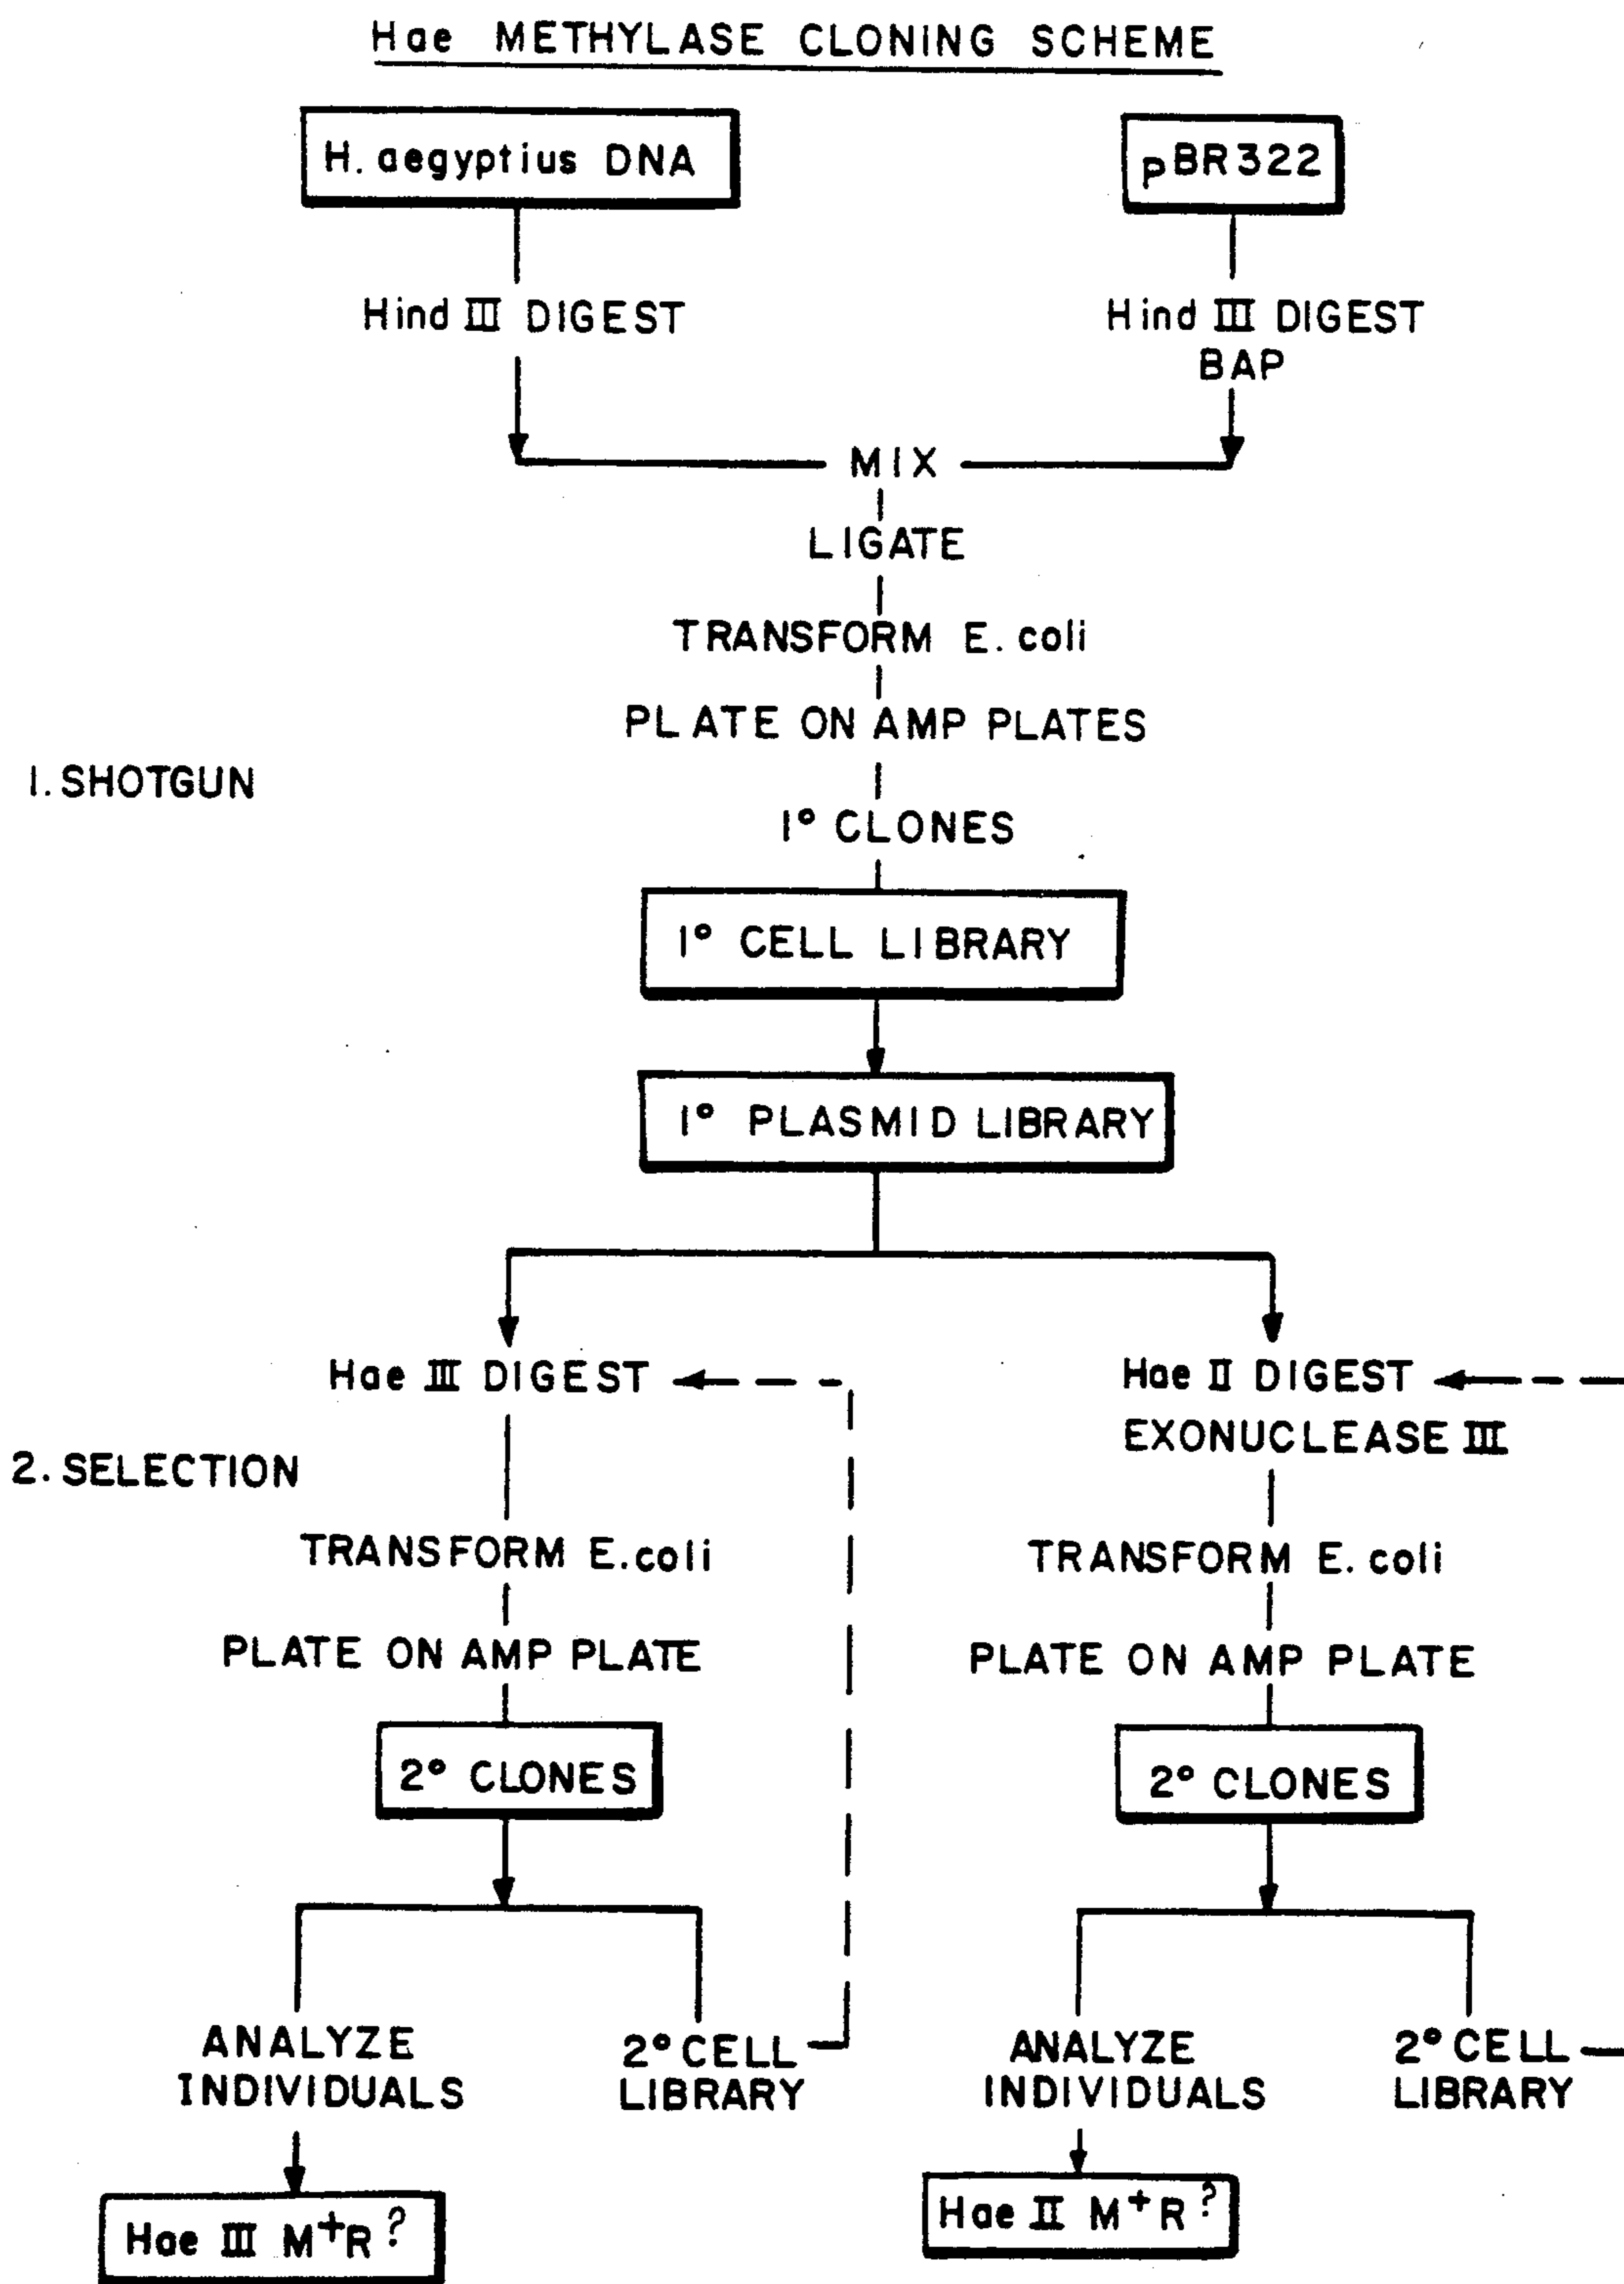 Hae METHYLASE CLONING SCHEME
H. aegyptius DNA
pBR322
Hind III DIGEST
Hind III DIGEST
BAP
MIX
LIGATE
TRANSFORM E. coli
PLATE ON AMP PLATES
1. SHOTGUN
1° CLONES
1° CELL LIBRARY
1° PLASMID LIBRARY
Hae III DIGEST
Hae II DIGEST
EXONUCLEASE III
2. SELECTION
TRANSFORM E. coli
TRANSFORM E. coli
PLATE ON AMP PLATE
PLATE ON AMP PLATE
2° CLONES
2° CLONES
ANALYZE
INDIVIDUALS
2° CELL
LIBRARY
ANALYZE
INDIVIDUALS
2° CELL
LIBRARY
Hae III M+R?
Hae II M+R?